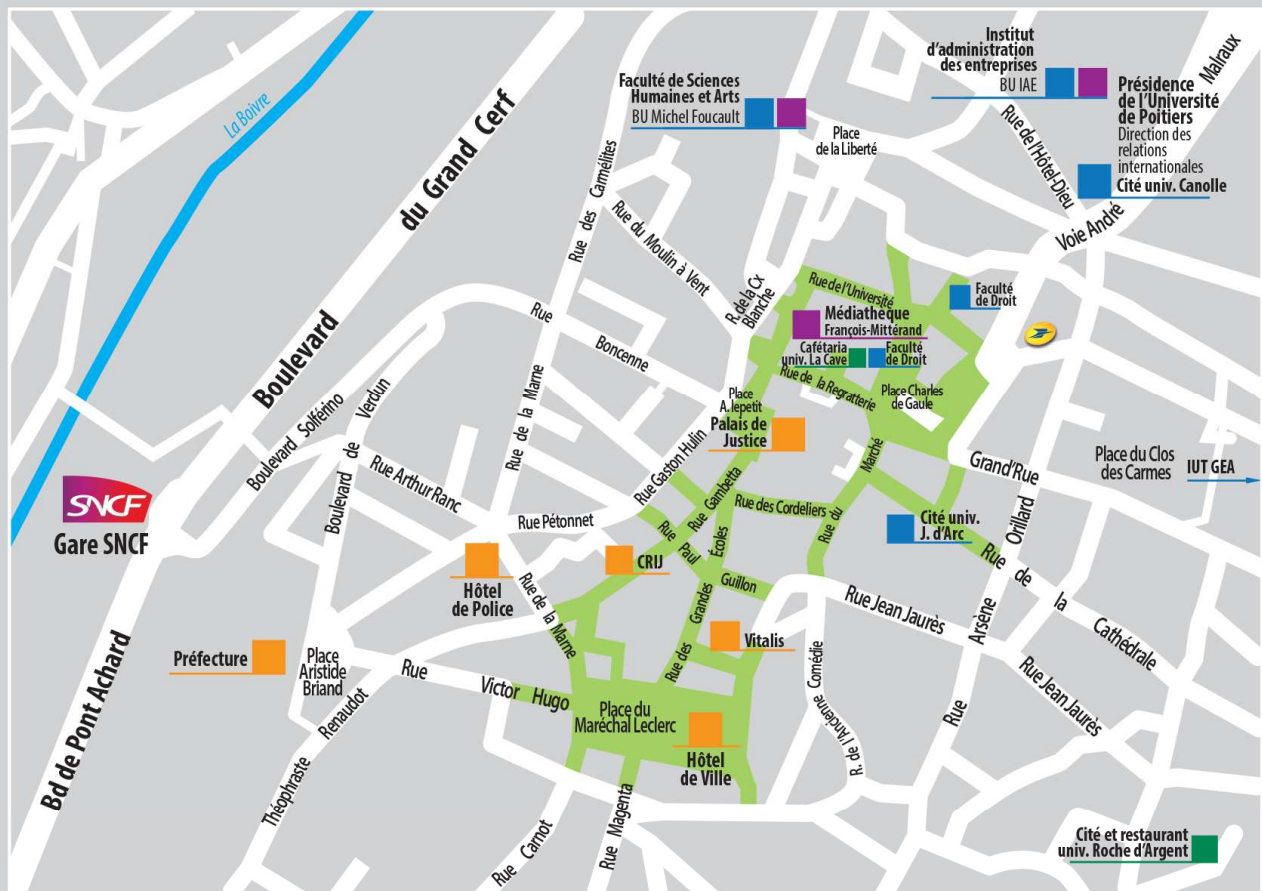 Institut
d'administration
des entreprises
BU IAE
Présidence
de l'Université
de Poitiers
Direction des
relations
internationales
Cité univ. Canolle
Malraux
Voie André
Rue de l'Hôtel-Dieu
Faculté de Sciences
Humaines et Arts
BU Michel Foucault
Place
de la Liberté
La Boivre
du Grand Cerf
Boulevard
Rue des Carmélites
Rue du Moulin à Vent
R. de la Cx
Blanche
Rue de l'Université
Faculté
de Droit
Médiathèque
François-Mittérand
Cafétaria
univ. La Cave
Faculté
de Droit
Rue de la Regratterie
Place Charles
de Gaule
Rue
Boncenne
Place
A. lepetit
Palais de
Justice
Boulevard Solférino
Boulevard de Verdun
Rue de la Marne
Rue Arthur Ranc
Rue Gaston Hulin
Rue Gambetta
Rue des Cordeliers
Rue du
Marché
Grand'Rue
Place du Clos
des Carmes
IUT GEA
SNCF
Gare SNCF
Rue Pétonnet
Rue Paul
Guillon
Rue des Grandes Écoles
Cité univ.
J. d'Arc
Rue de la Cathédrale
Rue Arsène Orillard
CRIJ
Hôtel
de Police
Rue de la Marne
Rue Jean Jaurès
Rue Jean Jaurès
Vitalis
R. de l'Ancienne Comédie
Préfecture
Place
Aristide
Briand
Rue Victor Hugo
Place du
Maréchal Leclerc
Hôtel
de Ville
Bd de Pont Achard
Théophraste Renaudot
Rue Carnot
Rue Magenta
Cité et restaurant
univ. Roche d'Argent